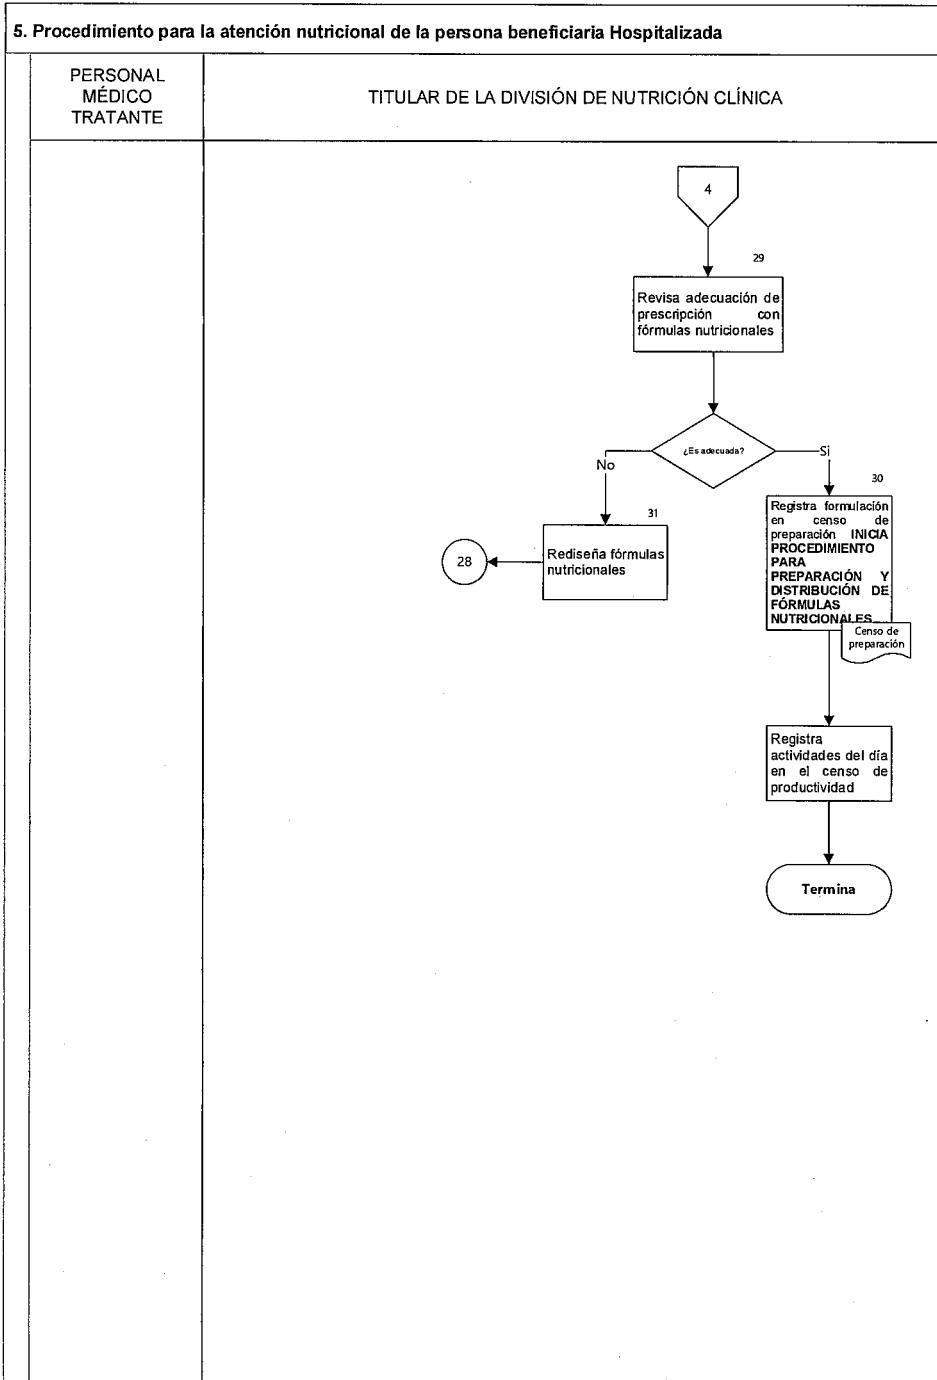 5. Procedimiento para la atención nutricional de la persona beneficiaria Hospitalizada
PERSONAL
MÉDICO
TRATANTE
TITULAR DE LA DIVISIÓN DE NUTRICIÓN CLÍNICA
4
29
Revisa adecuación de
prescripción con
fórmulas nutricionales
¿Es adecuada?
No
Si
30
Registra formulación
en censo de
preparación INICIA
PROCEDIMIENTO
PARA
PREPARACIÓN Y
DISTRIBUCIÓN DE
FÓRMULAS
NUTRICIONALES
Censo de
preparación
31
Rediseña fórmulas
nutricionales
28
Registra
actividades del día
en el censo de
productividad
Termina